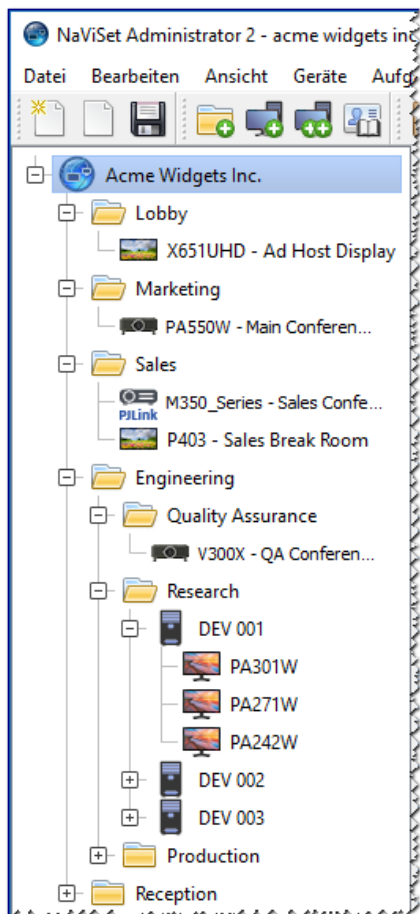 NaViSet Administrator 2 - acme widgets inc
Datei Bearbeiten Ansicht Geräte Aufg
Acme Widgets Inc.
Lobby
X651UHD - Ad Host Display
Marketing
PA550W - Main Conferen...
Sales
PJLink M350_Series - Sales Confe...
P403 - Sales Break Room
Engineering
Quality Assurance
V300X - QA Conferen...
Research
DEV 001
PA301W
PA271W
PA242W
DEV 002
DEV 003
Production
Reception